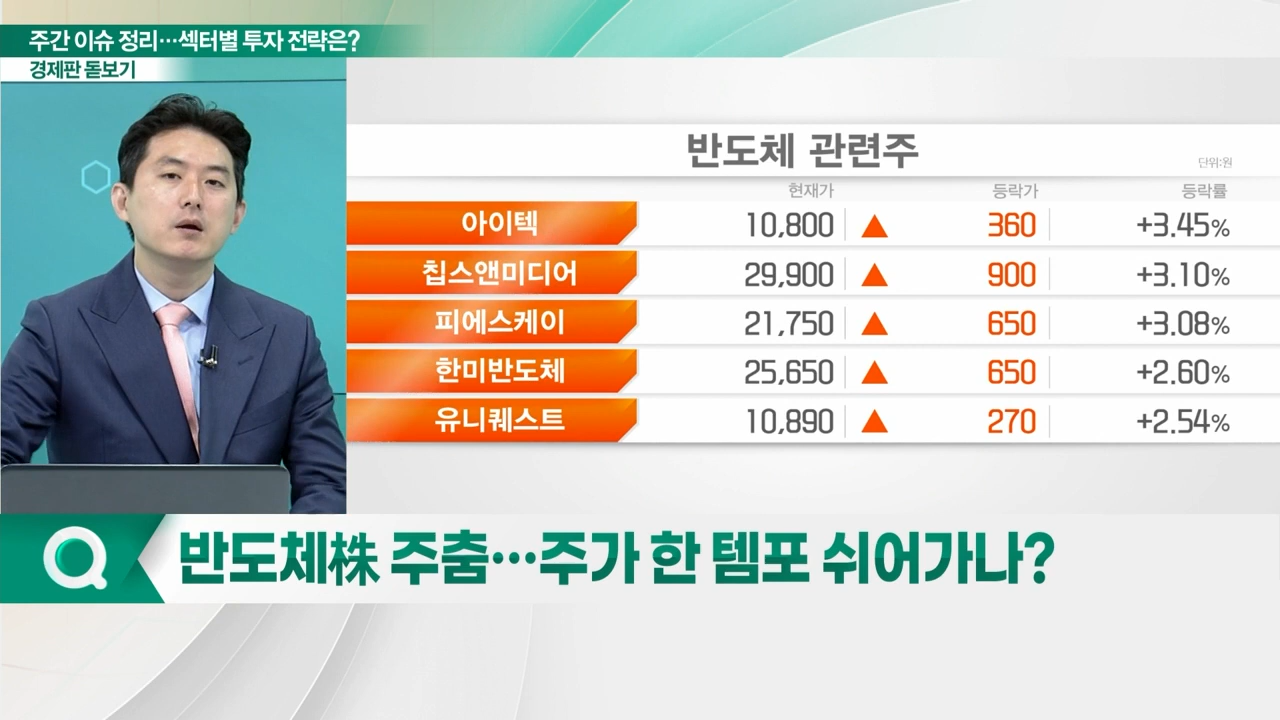 주간 이슈 정리…섹터별 투자 전략은?
경제판 돋보기
반도체 관련주
단위:원
현재가 등락가 등락률
아이텍 10,800 ▲ 360 +3.45%
칩스앤미디어 29,900 ▲ 900 +3.10%
피에스케이 21,750 ▲ 650 +3.08%
한미반도체 25,650 ▲ 650 +2.60%
유니퀘스트 10,890 ▲ 270 +2.54%
Q 반도체株 주춤…주가 한 템포 쉬어가나?